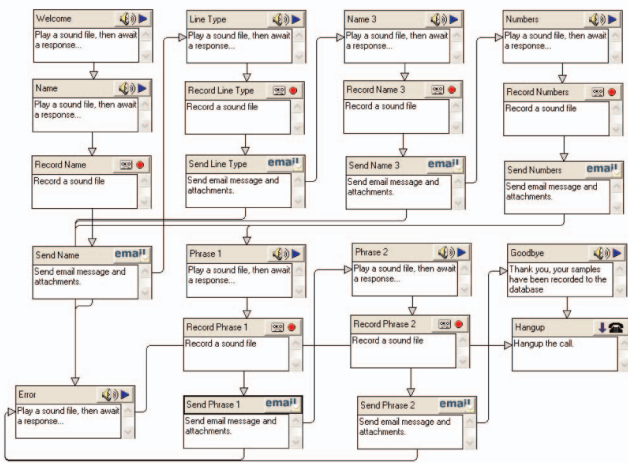 Welcome
Play a sound file, then await
a response...
Name
Play a sound file, then await
a response...
Record Name
Record a sound file
Send Name
email
Send email message and
attachments.
Error
Play a sound file, then await
a response...
Line Type
Play a sound file, then await
a response...
Record Line Type
Record a sound file
Send Line Type
email
Send email message and
attachments.
Name 3
Play a sound file, then await
a response...
Record Name 3
Record a sound file
Send Name 3
email
Send email message and
attachments.
Numbers
Play a sound file, then await
a response...
Record Numbers
Record a sound file
Send Numbers
email
Send email message and
attachments.
Phrase 1
Play a sound file, then await
a response...
Record Phrase 1
Record a sound file
Send Phrase 1
email
Send email message and
attachments.
Phrase 2
Play a sound file, then await
a response...
Record Phrase 2
Record a sound file
Send Phrase 2
email
Send email message and
attachments.
Goodbye
Thank you, your samples
have been recorded to the
database
Hangup
Hangup the call.